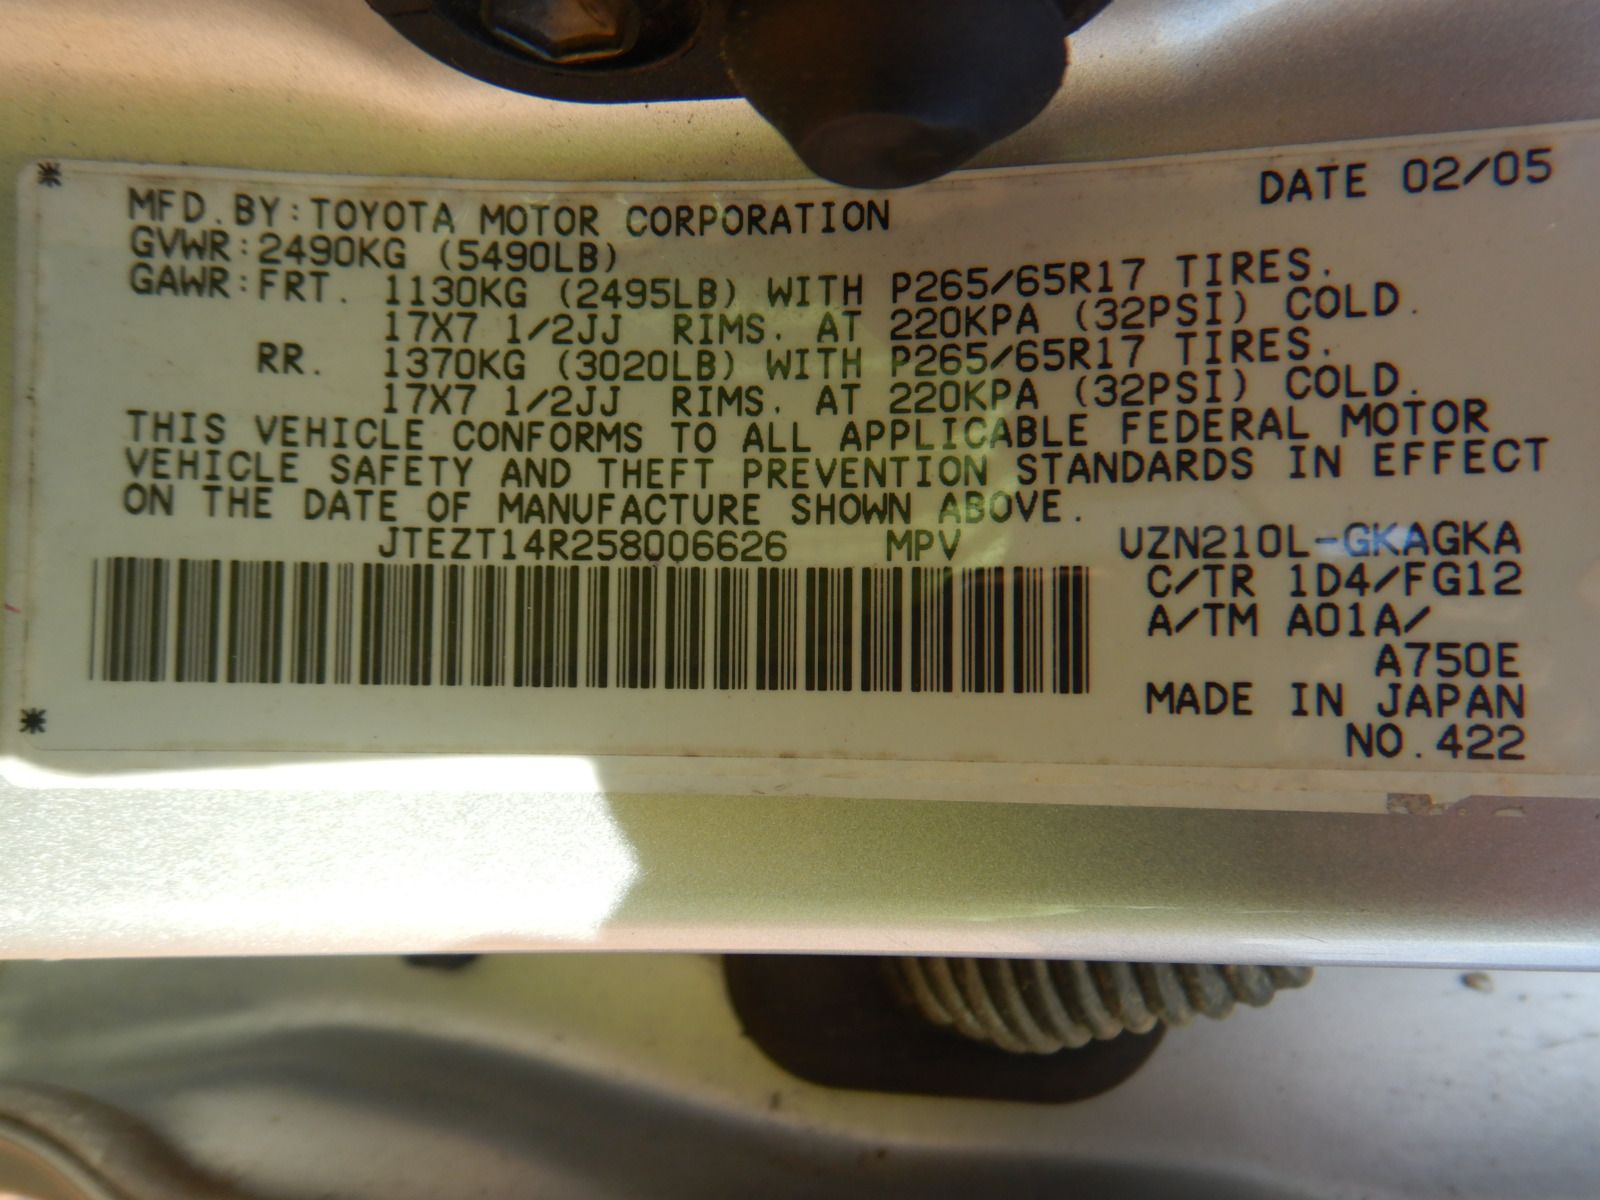 DATE 02/05
MFD.BY:TOYOTA MOTOR CORPORATION
GVWR:2490KG (5490LB)
GAWR:FRT. 1130KG (2495LB) WITH P265/65R17 TIRES.
17X7 1/2JJ RIMS. AT 220KPA (32PSI) COLD.
RR. 1370KG (3020LB) WITH P265/65R17 TIRES.
17X7 1/2JJ RIMS. AT 220KPA (32PSI) COLD.
THIS VEHICLE CONFORMS TO ALL APPLICABLE FEDERAL MOTOR
VEHICLE SAFETY AND THEFT PREVENTION STANDARDS IN EFFECT
ON THE DATE OF MANUFACTURE SHOWN ABOVE.
JTEZT14R258006626 MPV UZN210L-GKAGKA
C/TR 1D4/FG12
A/TM A01A/
A750E
MADE IN JAPAN
NO.422